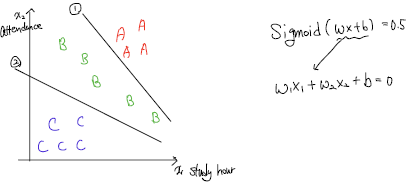 x₂
Attendance
①
②
A A
A A
B B
B
B
B
B
C C
C C C
x₁ study hour
Sigmoid (wx+b) = 0.5
w₁x₁ + w₂x₂ + b = 0